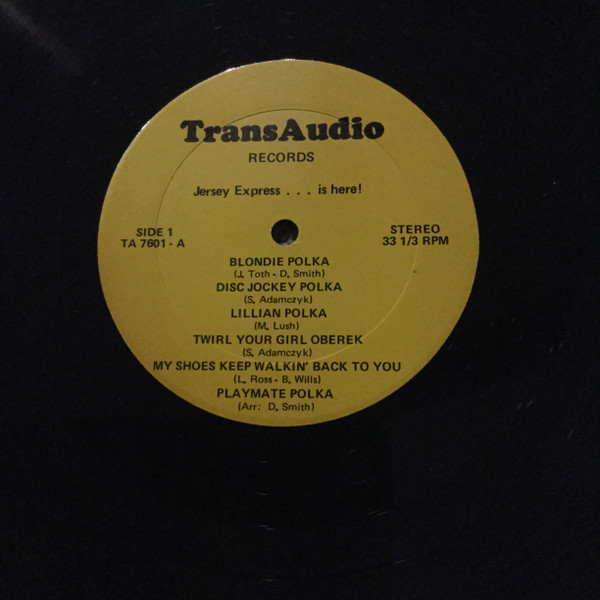 TransAudio
RECORDS
Jersey Express . . . is here!
SIDE 1
TA 7601 - A
STEREO
33 1/3 RPM
BLONDIE POLKA
(J. Toth - D. Smith)
DISC JOCKEY POLKA
(S. Adamczyk)
LILLIAN POLKA
(M. Lush)
TWIRL YOUR GIRL OBEREK
(S. Adamczyk)
MY SHOES KEEP WALKIN' BACK TO YOU
(L. Ross - B. Wills)
PLAYMATE POLKA
(Arr: D. Smith)